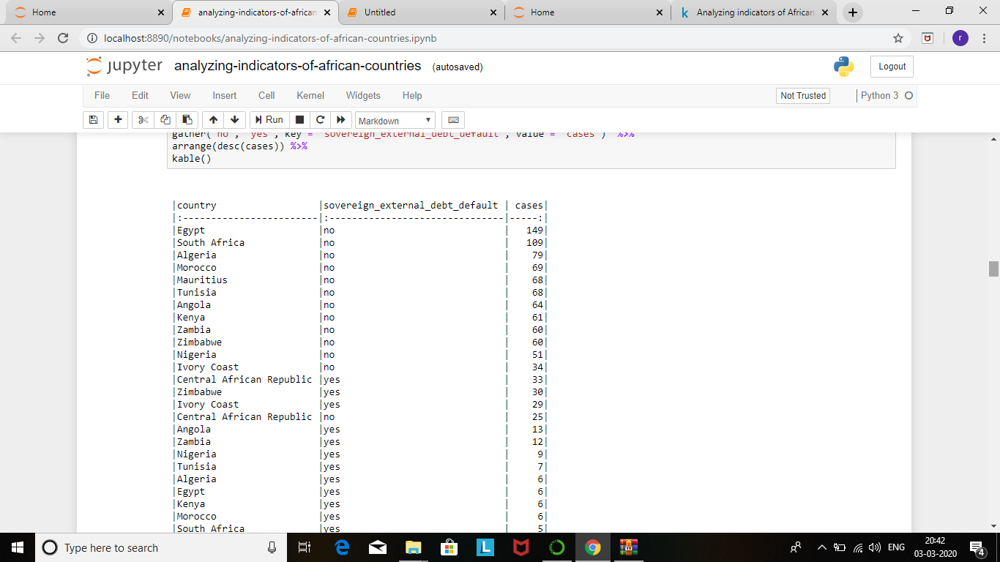 Home
analyzing-indicators-of-african
Untitled
Home
Analyzing indicators of African
localhost:8890/notebooks/analyzing-indicators-of-african-countries.ipynb
r
jupyter analyzing-indicators-of-african-countries (autosaved)
Logout
File Edit View Insert Cell Kernel Widgets Help
Not Trusted
Python 3
Run
Markdown
gather("no", "yes", key = "sovereign_external_debt_default", value = "cases") %>%
arrange(desc(cases)) %>%
kable()
|country |sovereign_external_debt_default | cases|
|:------------------------|:-------------------------------|-----:|
|Egypt |no | 149|
|South Africa |no | 109|
|Algeria |no | 79|
|Morocco |no | 69|
|Mauritius |no | 68|
|Tunisia |no | 68|
|Angola |no | 64|
|Kenya |no | 61|
|Zambia |no | 60|
|Zimbabwe |no | 60|
|Nigeria |no | 51|
|Ivory Coast |no | 34|
|Central African Republic |yes | 33|
|Zimbabwe |yes | 30|
|Ivory Coast |yes | 29|
|Central African Republic |no | 25|
|Angola |yes | 13|
|Zambia |yes | 12|
|Nigeria |yes | 9|
|Tunisia |yes | 7|
|Algeria |yes | 6|
|Egypt |yes | 6|
|Kenya |yes | 6|
|Morocco |yes | 6|
|South Africa |yes | 5|
Type here to search
L
ENG
20:42
03-03-2020
4